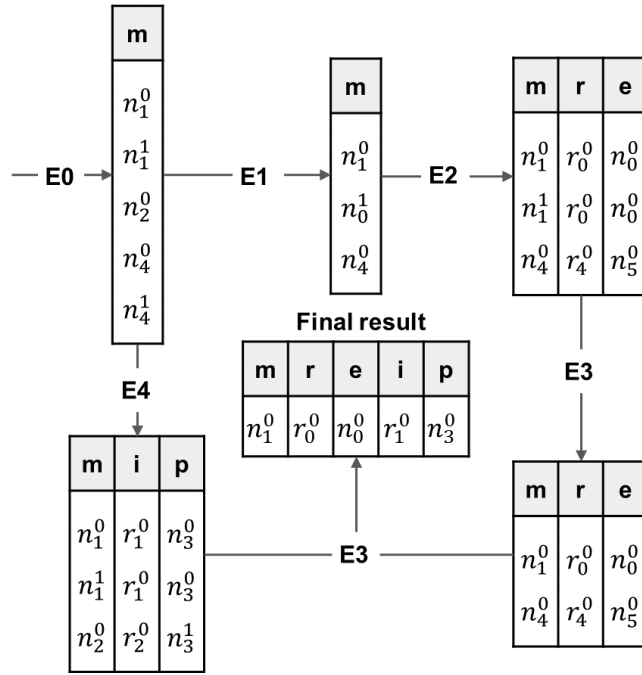 m
n_1^0
n_1^1
n_2^0
n_4^0
n_4^1
E0
E1
m
n_1^0
n_0^1
n_4^0
E2
m r e
n_1^0 r_0^0 n_0^0
n_1^1 r_0^0 n_0^0
n_4^0 r_4^0 n_5^0
E3
E4
Final result
m r e i p
n_1^0 r_0^0 n_0^0 r_1^0 n_3^0
m i p
n_1^0 r_1^0 n_3^0
n_1^1 r_1^0 n_3^0
n_2^0 r_2^0 n_3^1
E3
m r e
n_1^0 r_0^0 n_0^0
n_4^0 r_4^0 n_5^0